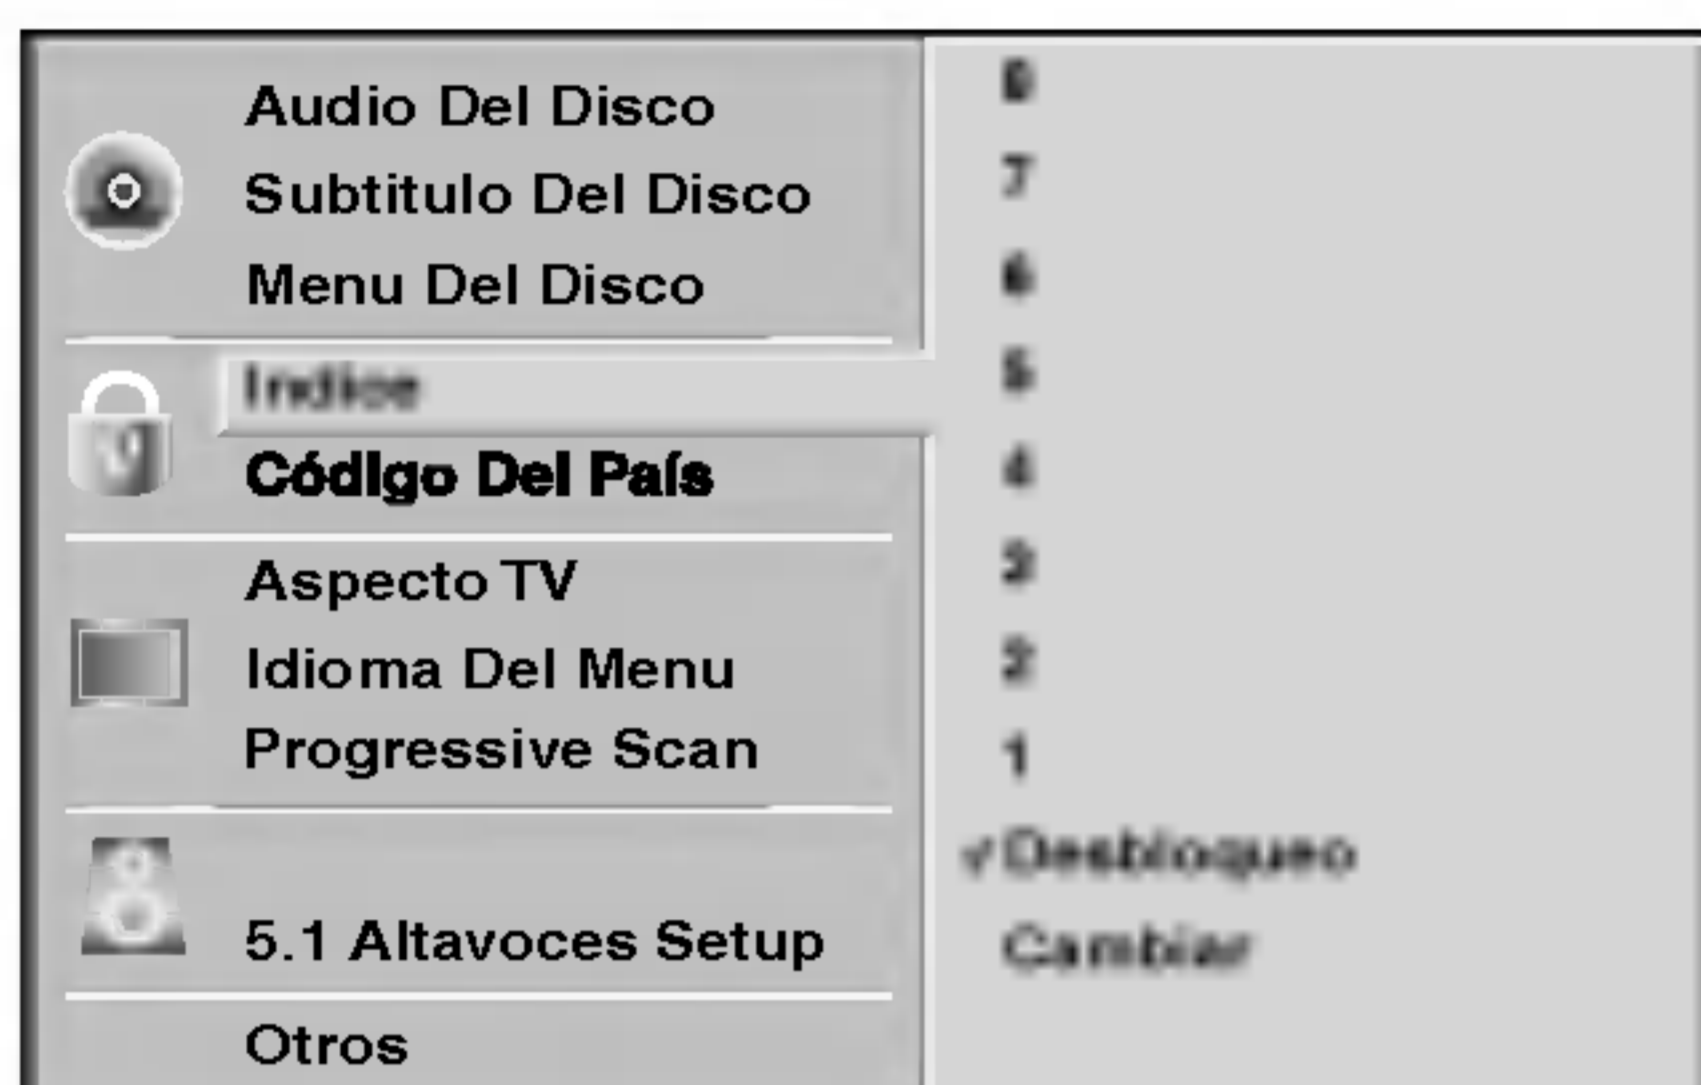 Audio Del Disco
Subtitulo Del Disco
Menu Del Disco
Indice
Código Del País
Aspecto TV
Idioma Del Menu
Progressive Scan
5.1 Altavoces Setup
Otros
8
7
6
5
4
3
2
1
✓Desbloqueo
Cambiar